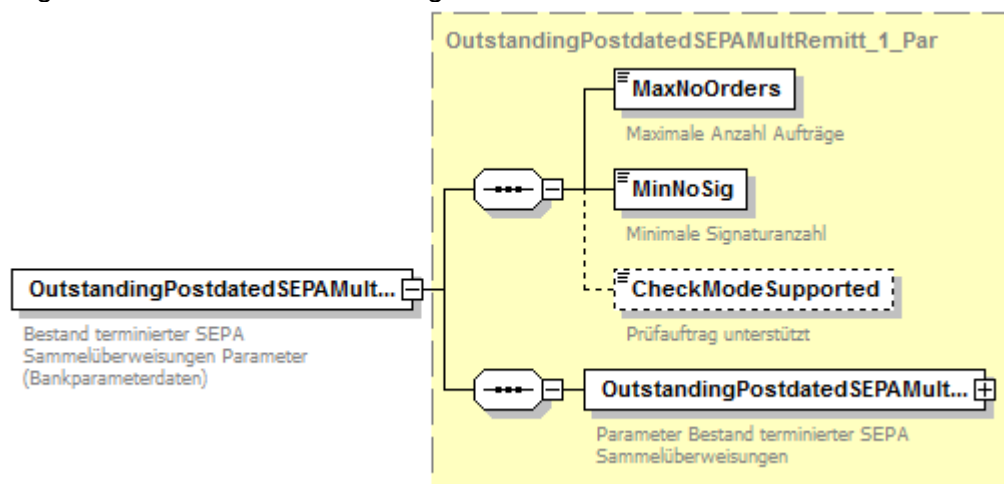 OutstandingPostdatedSEPAMultRemitt_1_Par
MaxNoOrders
Maximale Anzahl Aufträge
MinNoSig
Minimale Signaturanzahl
CheckModeSupported
Prüfauftrag unterstützt
OutstandingPostdatedSEPAMult...
Bestand terminierter SEPA
Sammelüberweisungen Parameter
(Bankparameterdaten)
OutstandingPostdatedSEPAMult...
Parameter Bestand terminierter SEPA
Sammelüberweisungen